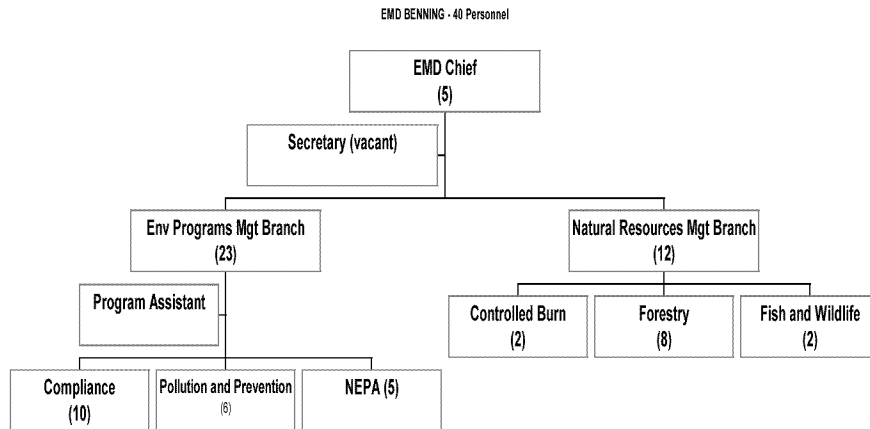 EMD BENNING - 40 Personnel
EMD Chief
(5)
Secretary (vacant)
Env Programs Mgt Branch
(23)
Natural Resources Mgt Branch
(12)
Program Assistant
Controlled Burn
(2)
Forestry
(8)
Fish and Wildlife
(2)
Compliance
(10)
Pollution and Prevention
(6)
NEPA (5)